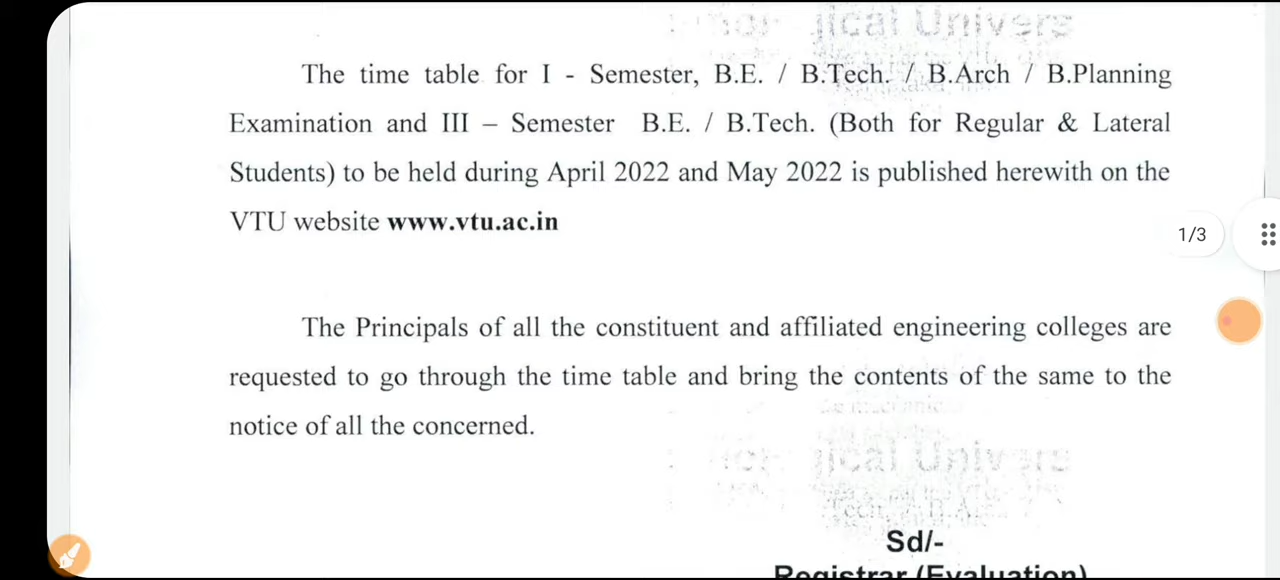 The time table for I - Semester, B.E. / B.Tech. / B.Arch / B.Planning
Examination and III – Semester B.E. / B.Tech. (Both for Regular & Lateral
Students) to be held during April 2022 and May 2022 is published herewith on the
VTU website www.vtu.ac.in
1/3
The Principals of all the constituent and affiliated engineering colleges are
requested to go through the time table and bring the contents of the same to the
notice of all the concerned.
Sd/-
Registrar (Evaluation)